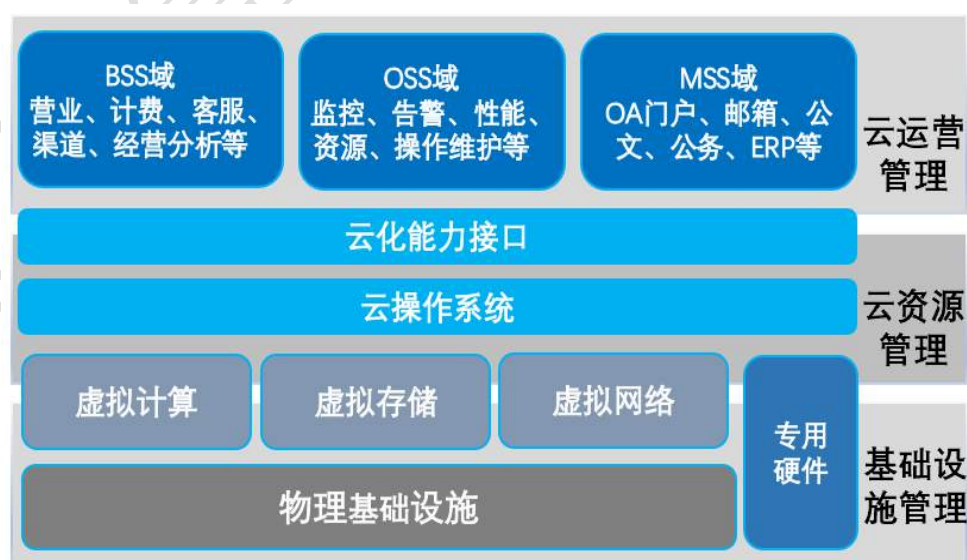 BSS域
营业、计费、客服、
渠道、经营分析等
OSS域
监控、告警、性能、
资源、操作维护等
MSS域
OA门户、邮箱、公
文、公务、ERP等
云运营
管理
云化能力接口
云操作系统
云资源
管理
虚拟计算
虚拟存储
虚拟网络
专用
硬件
物理基础设施
基础设
施管理